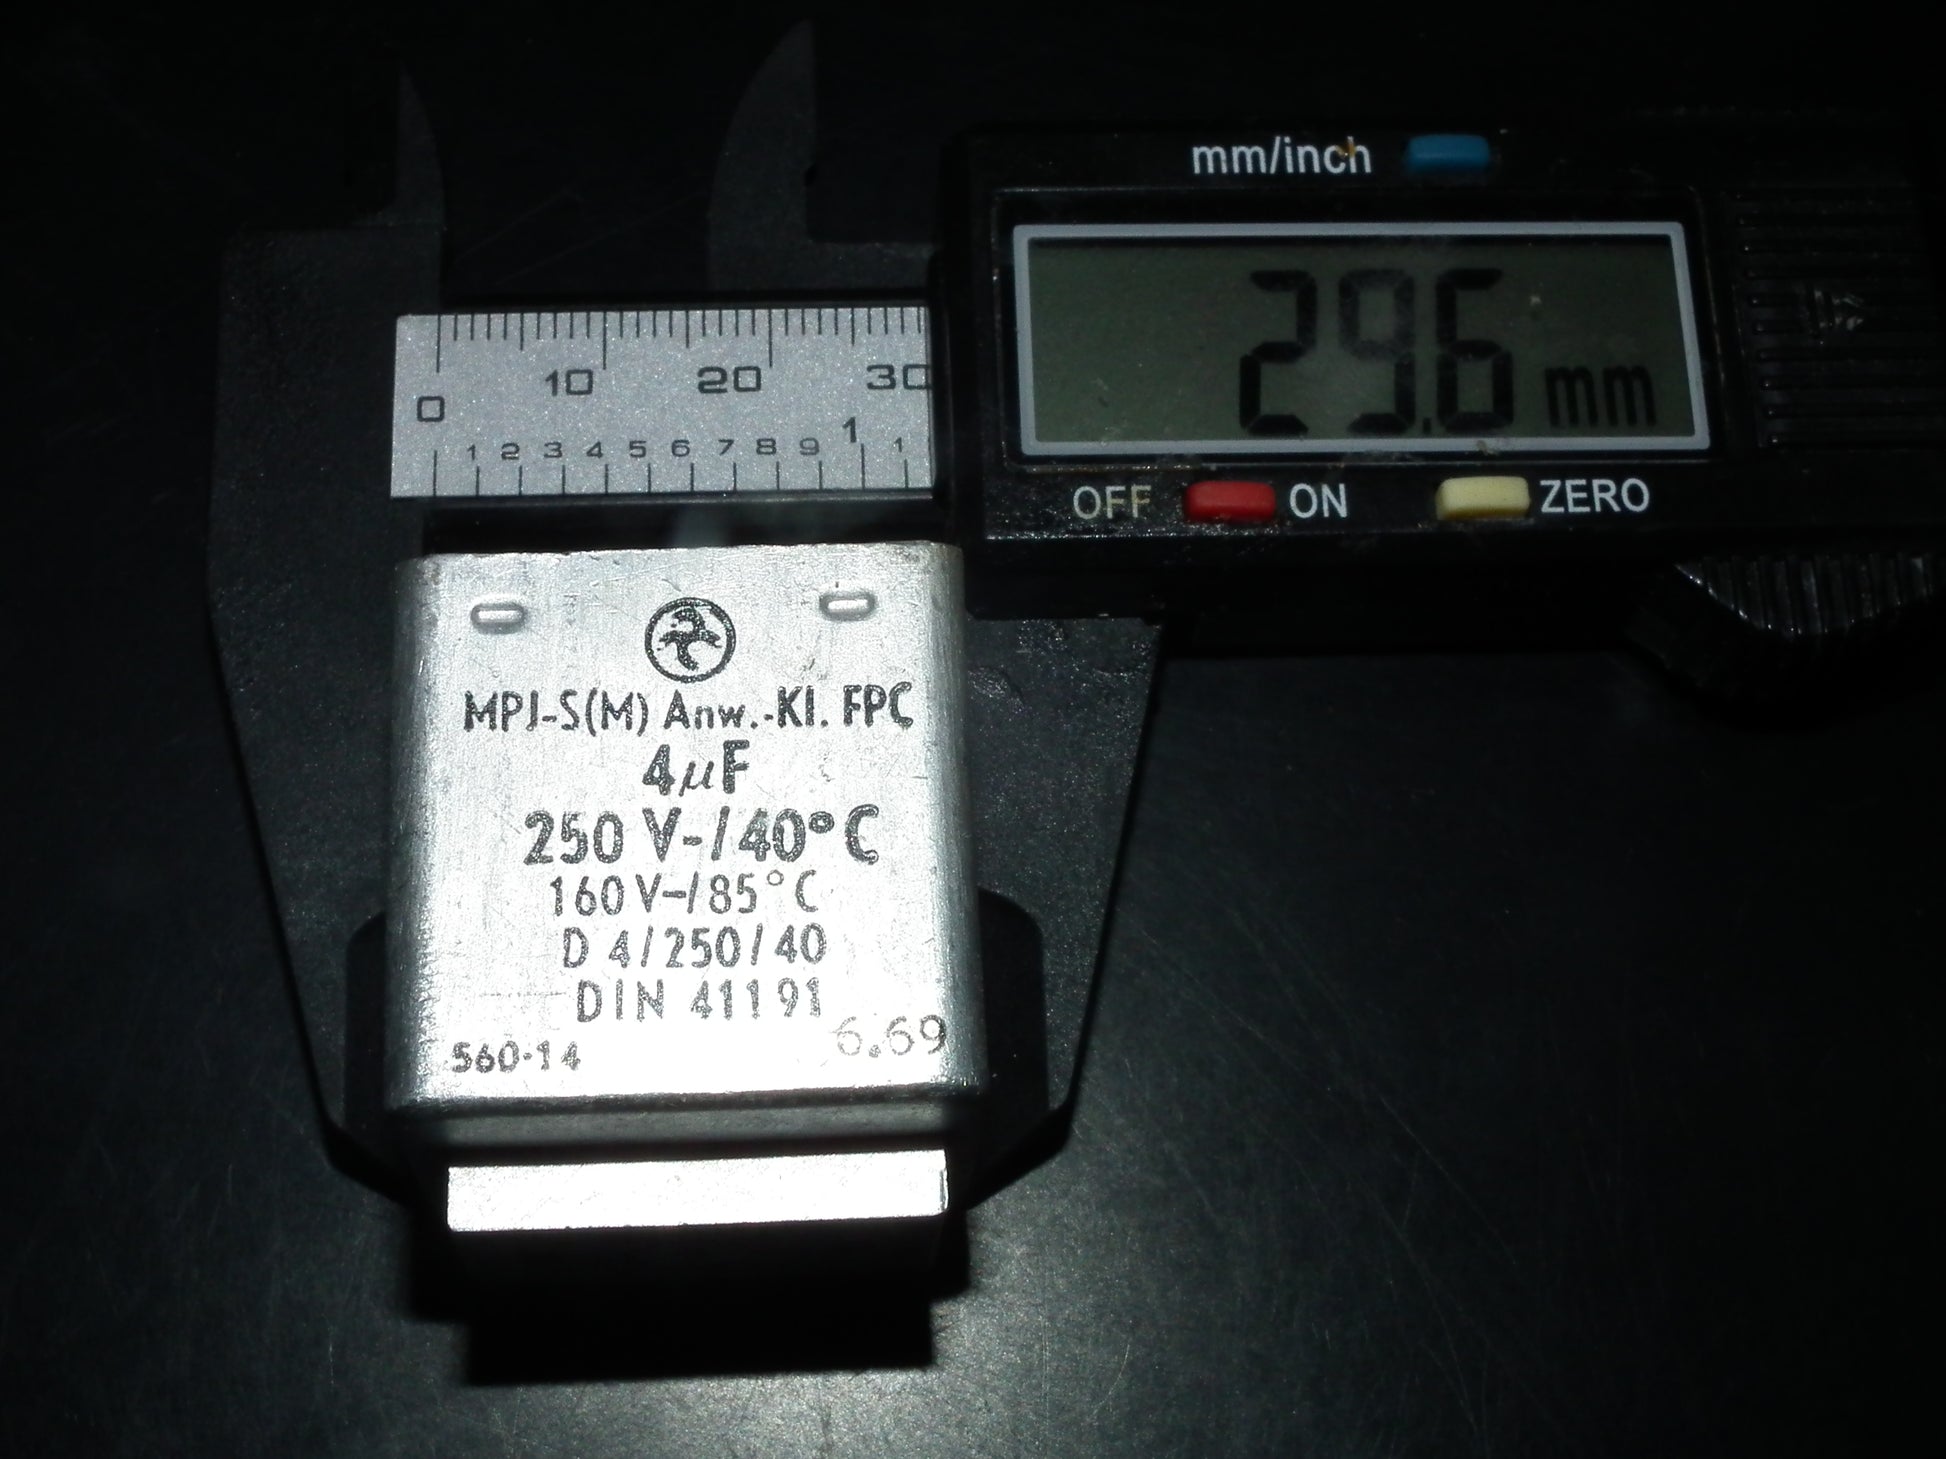 mm/inch
29.6 mm
OFF ON ZERO
10 20 30
0
1 2 3 4 5 6 7 8 9 1 1
MPJ-S(M) Anw.-Kl. FPC
4µF
250 V-/40°C
160V-/85°C
D 4/250/40
DIN 41191
560-14 6.69